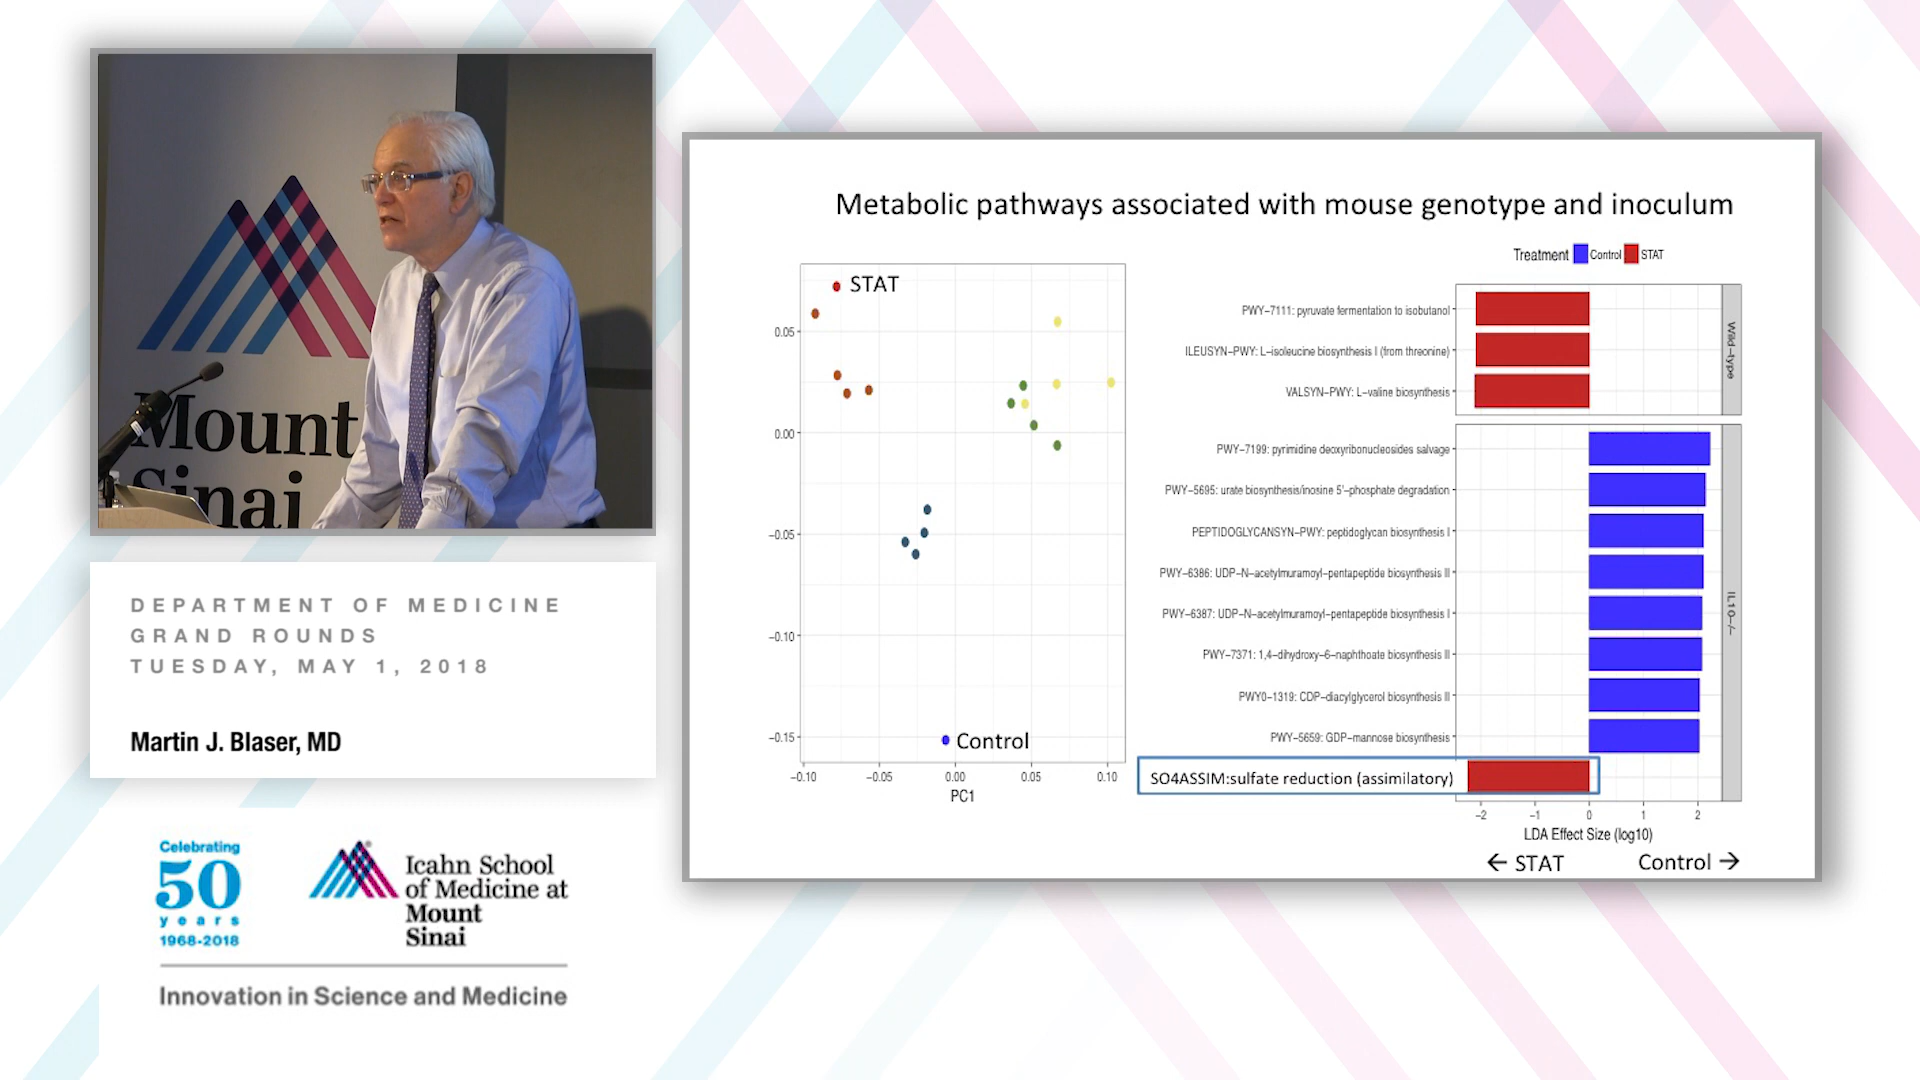 Mount
Sinai
DEPARTMENT OF MEDICINE
GRAND ROUNDS
TUESDAY, MAY 1, 2018
Martin J. Blaser, MD
Celebrating
50
years
1968-2018
Icahn School
of Medicine at
Mount
Sinai
Innovation in Science and Medicine
Metabolic pathways associated with mouse genotype and inoculum
STAT
0.05
0.00
−0.05
−0.10
−0.15
Control
−0.10 −0.05 0.00 0.05 0.10
PC1
Treatment Control STAT
PWY−7111: pyruvate fermentation to isobutanol
ILEUSYN−PWY: L−isoleucine biosynthesis I (from threonine)
VALSYN−PWY: L−valine biosynthesis
Wild−type
PWY−7199: pyrimidine deoxyribonucleosides salvage
PWY−5695: urate biosynthesis/inosine 5'−phosphate degradation
PEPTIDOGLYCANSYN−PWY: peptidoglycan biosynthesis I
PWY−6386: UDP−N−acetylmuramoyl−pentapeptide biosynthesis II
PWY−6387: UDP−N−acetylmuramoyl−pentapeptide biosynthesis I
PWY−7371: 1,4−dihydroxy−6−naphthoate biosynthesis II
PWY0−1319: CDP−diacylglycerol biosynthesis II
PWY−5659: GDP−mannose biosynthesis
SO4ASSIM:sulfate reduction (assimilatory)
IL10−/−
−2 −1 0 1 2
LDA Effect Size (log10)
← STAT Control →